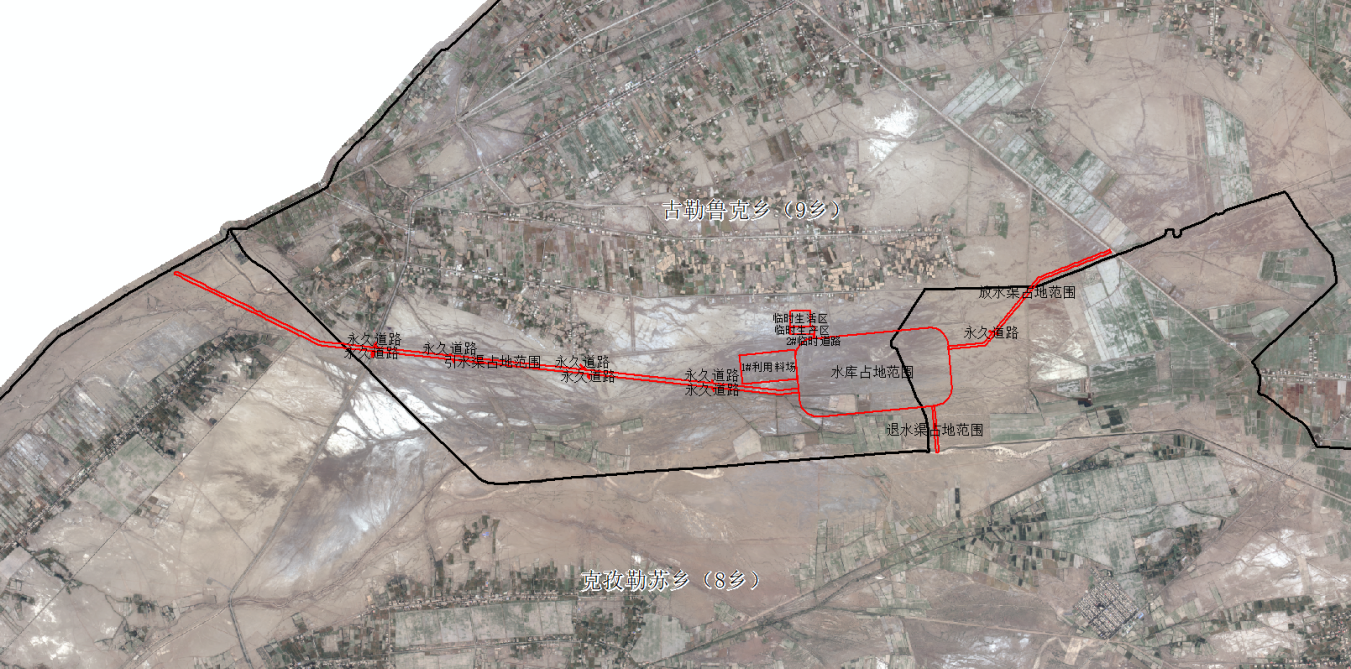 古勒鲁克乡（9乡）
放水渠占地范围
临时生活区
临时生产区
2#临时道路
永久道路
永久道路
永久道路
永久道路
引水渠占地范围
永久道路
永久道路
1#利用料场
水库占地范围
永久道路
永久道路
退水渠占地范围
克孜勒苏乡（8乡）